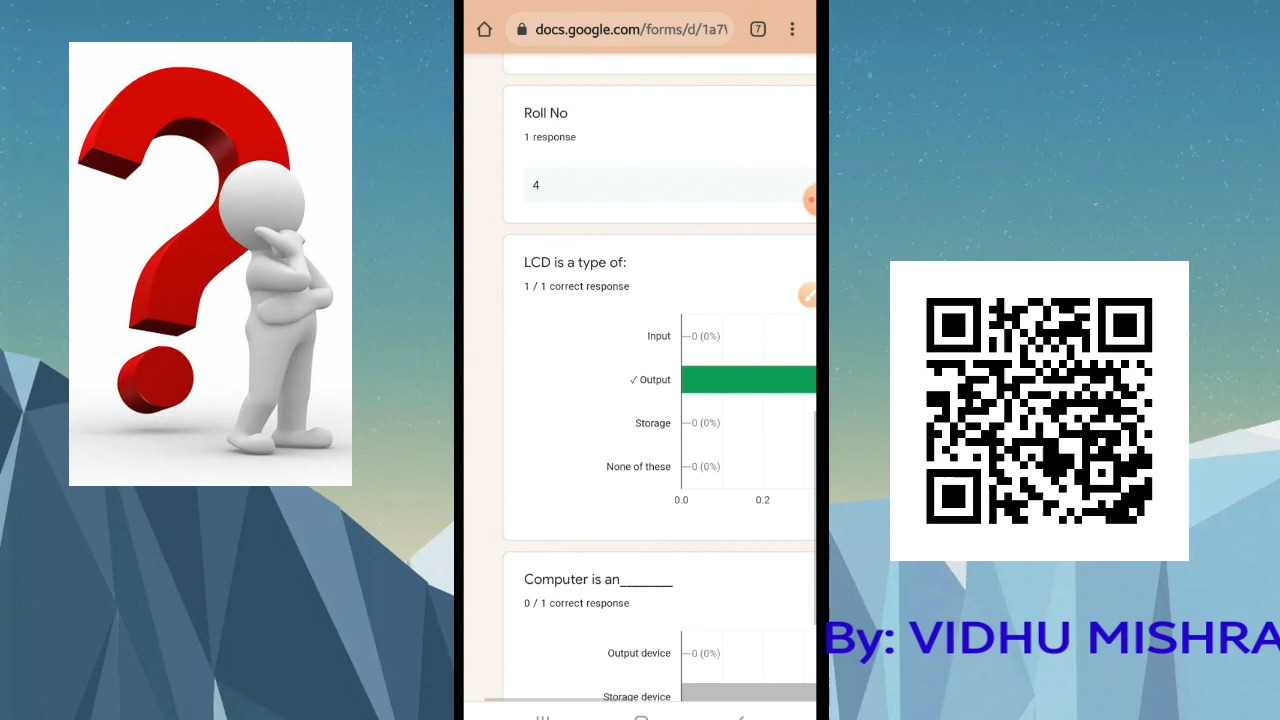 docs.google.com/forms/d/1a7
7
Roll No
1 response
4
LCD is a type of:
1 / 1 correct response
Input
0 (0%)
✓ Output
Storage
0 (0%)
None of these
0 (0%)
0.0
0.2
Computer is an________
0 / 1 correct response
Output device
0 (0%)
Storage device
By: VIDHU MISHRA